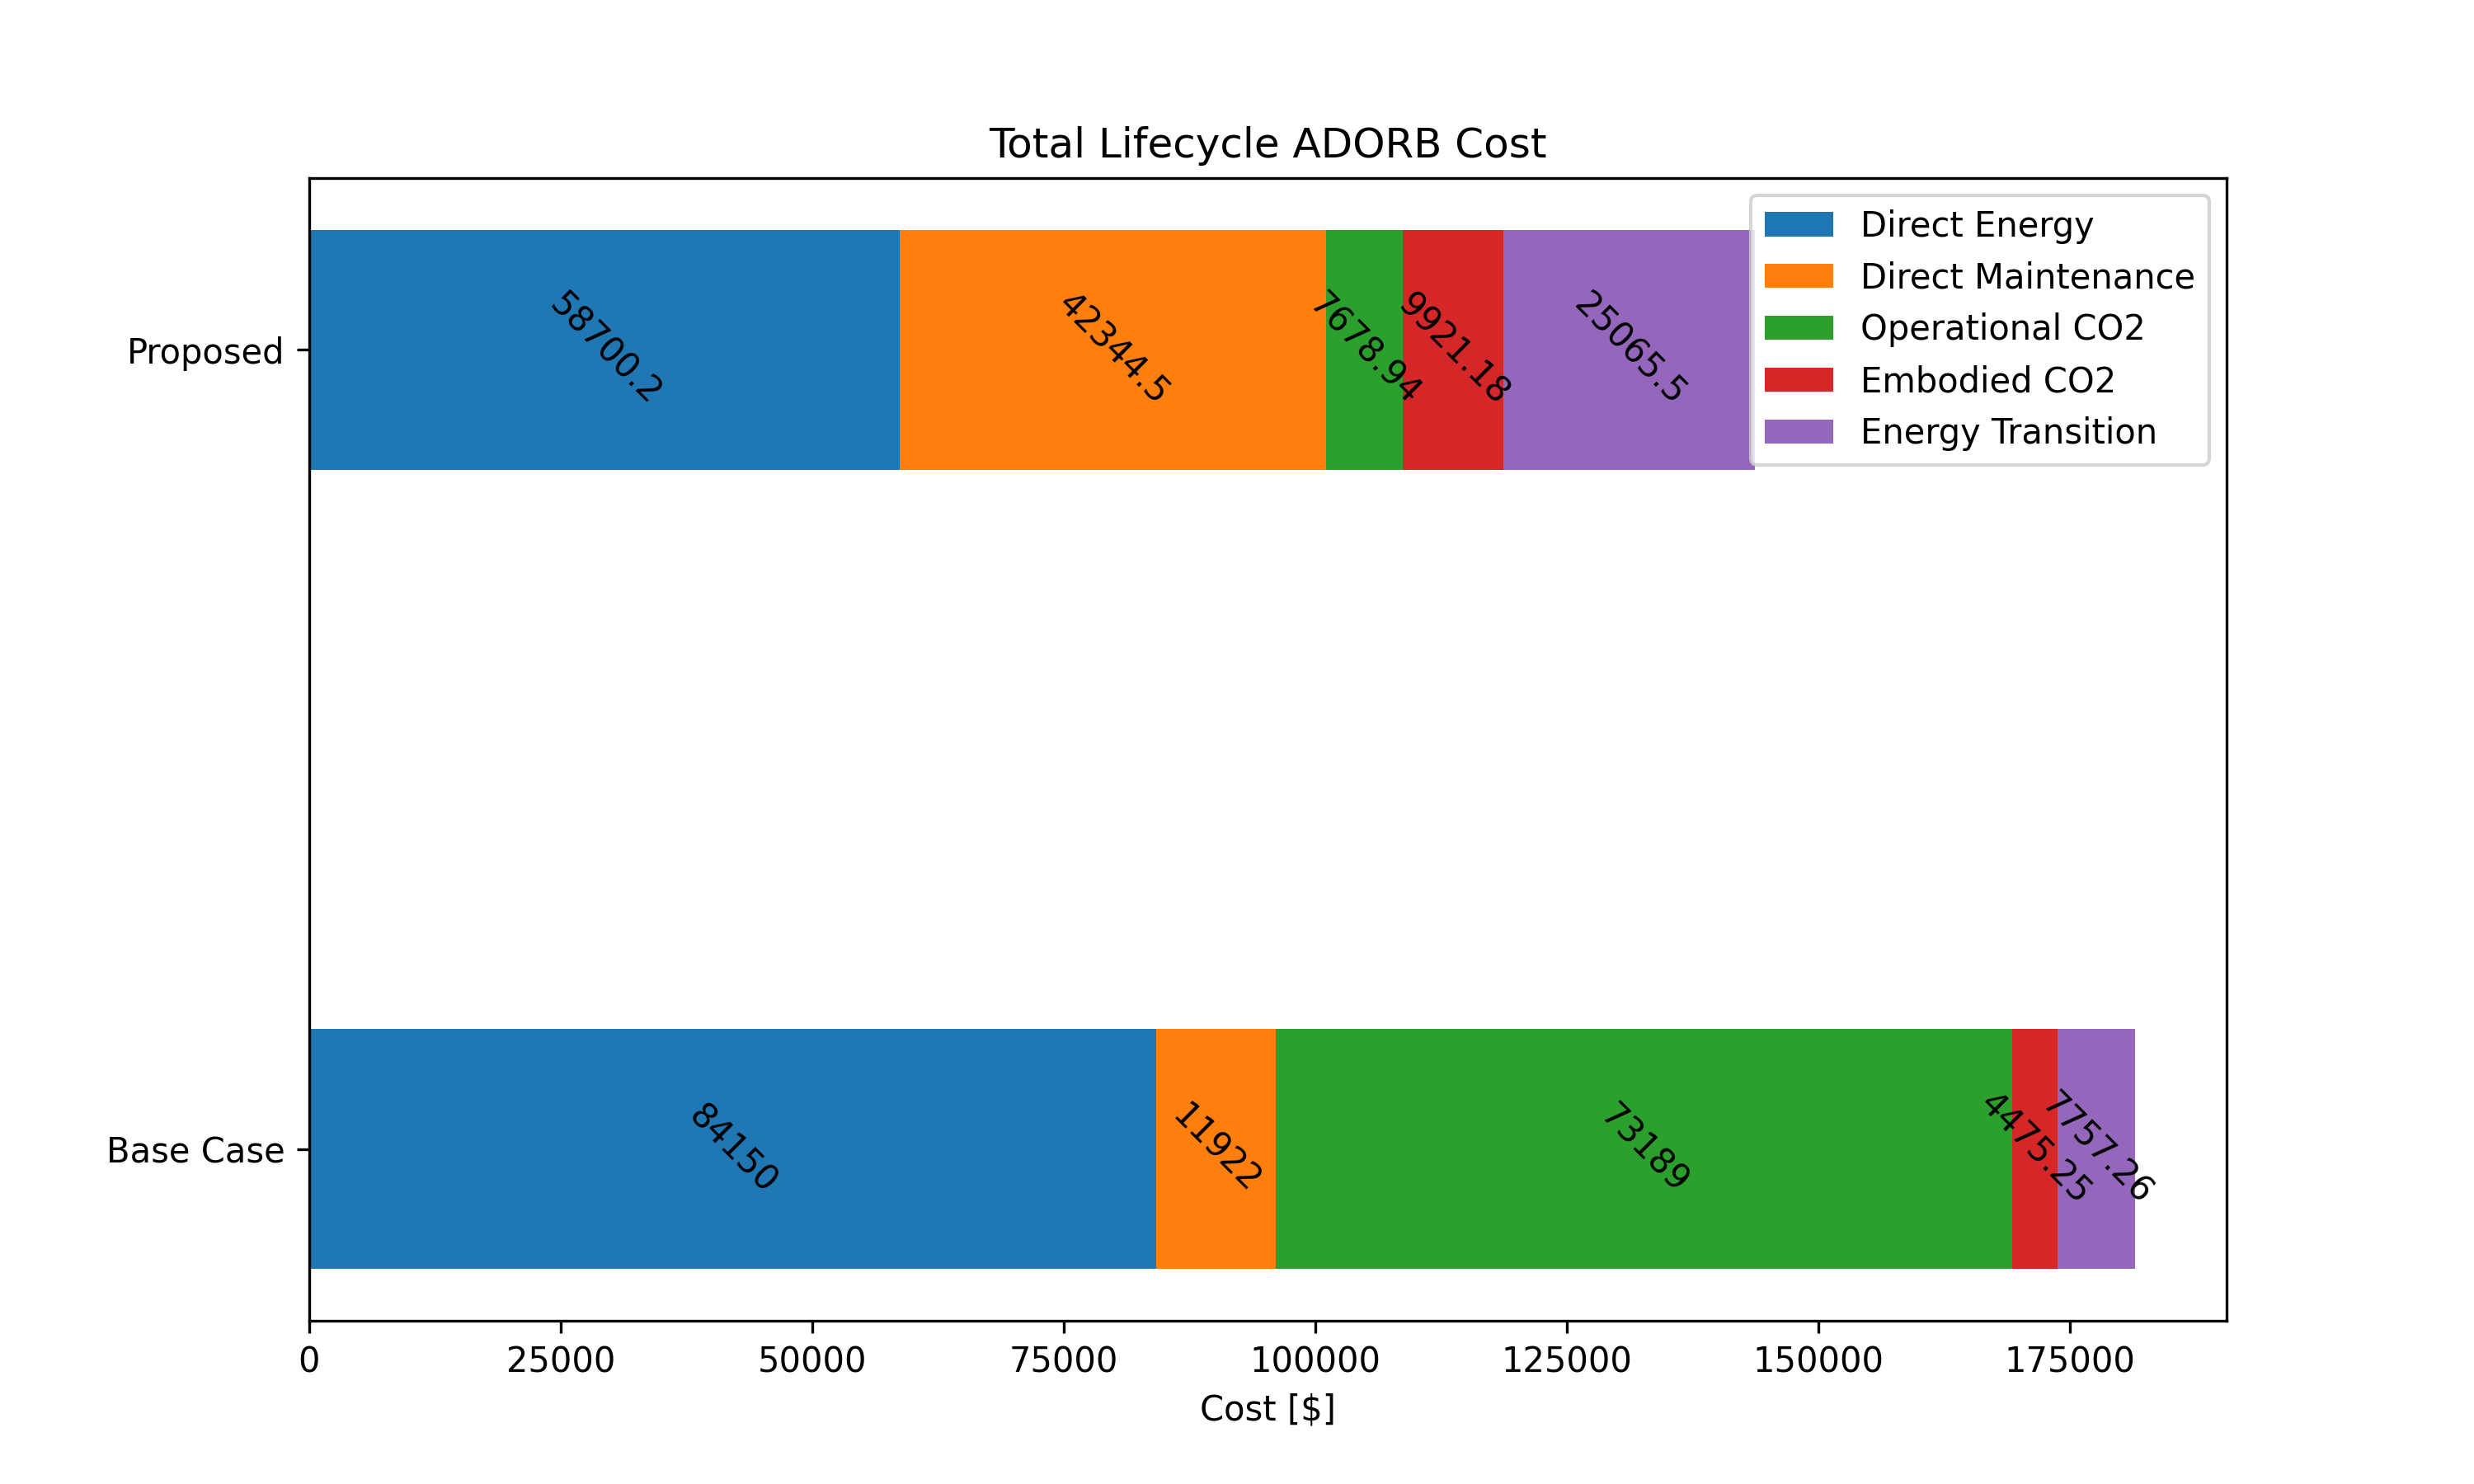 Total Lifecycle ADORB Cost
Direct Energy
Direct Maintenance
Operational CO2
Embodied CO2
Energy Transition
Proposed
58700.2
42344.5
7678.94
9921.18
25065.5
Base Case
84150
11922
73189
4475.25
7757.26
0 25000 50000 75000 100000 125000 150000 175000
Cost [$]